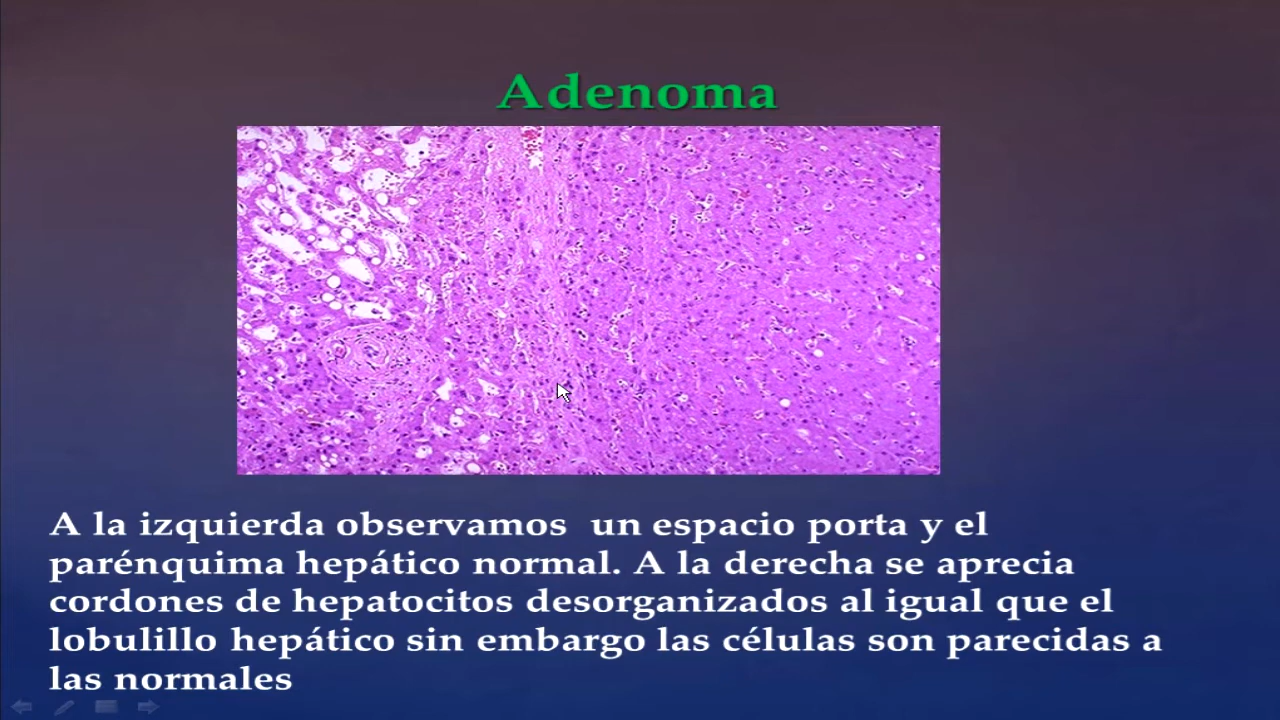 Adenoma
A la izquierda observamos un espacio porta y el
parénquima hepático normal. A la derecha se aprecia
cordones de hepatocitos desorganizados al igual que el
lobulillo hepático sin embargo las células son parecidas a
las normales